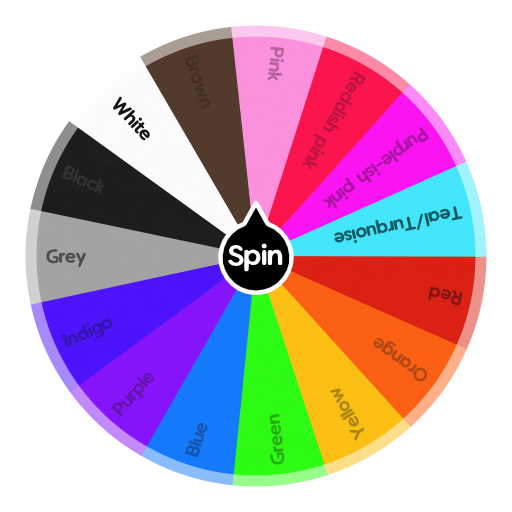 Pink
Reddish pink
Purple-ish pink
Teal/Turquoise
Red
Orange
Yellow
Green
Blue
Purple
Indigo
Grey
Black
White
Brown
Spin